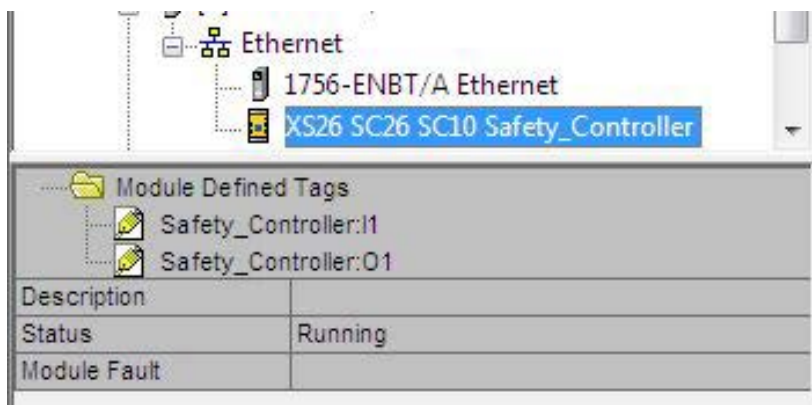 Ethernet
1756-ENBT/A Ethernet
XS26 SC26 SC10 Safety_Controller
Module Defined Tags
Safety_Controller:I1
Safety_Controller:O1
Description
Status Running
Module Fault